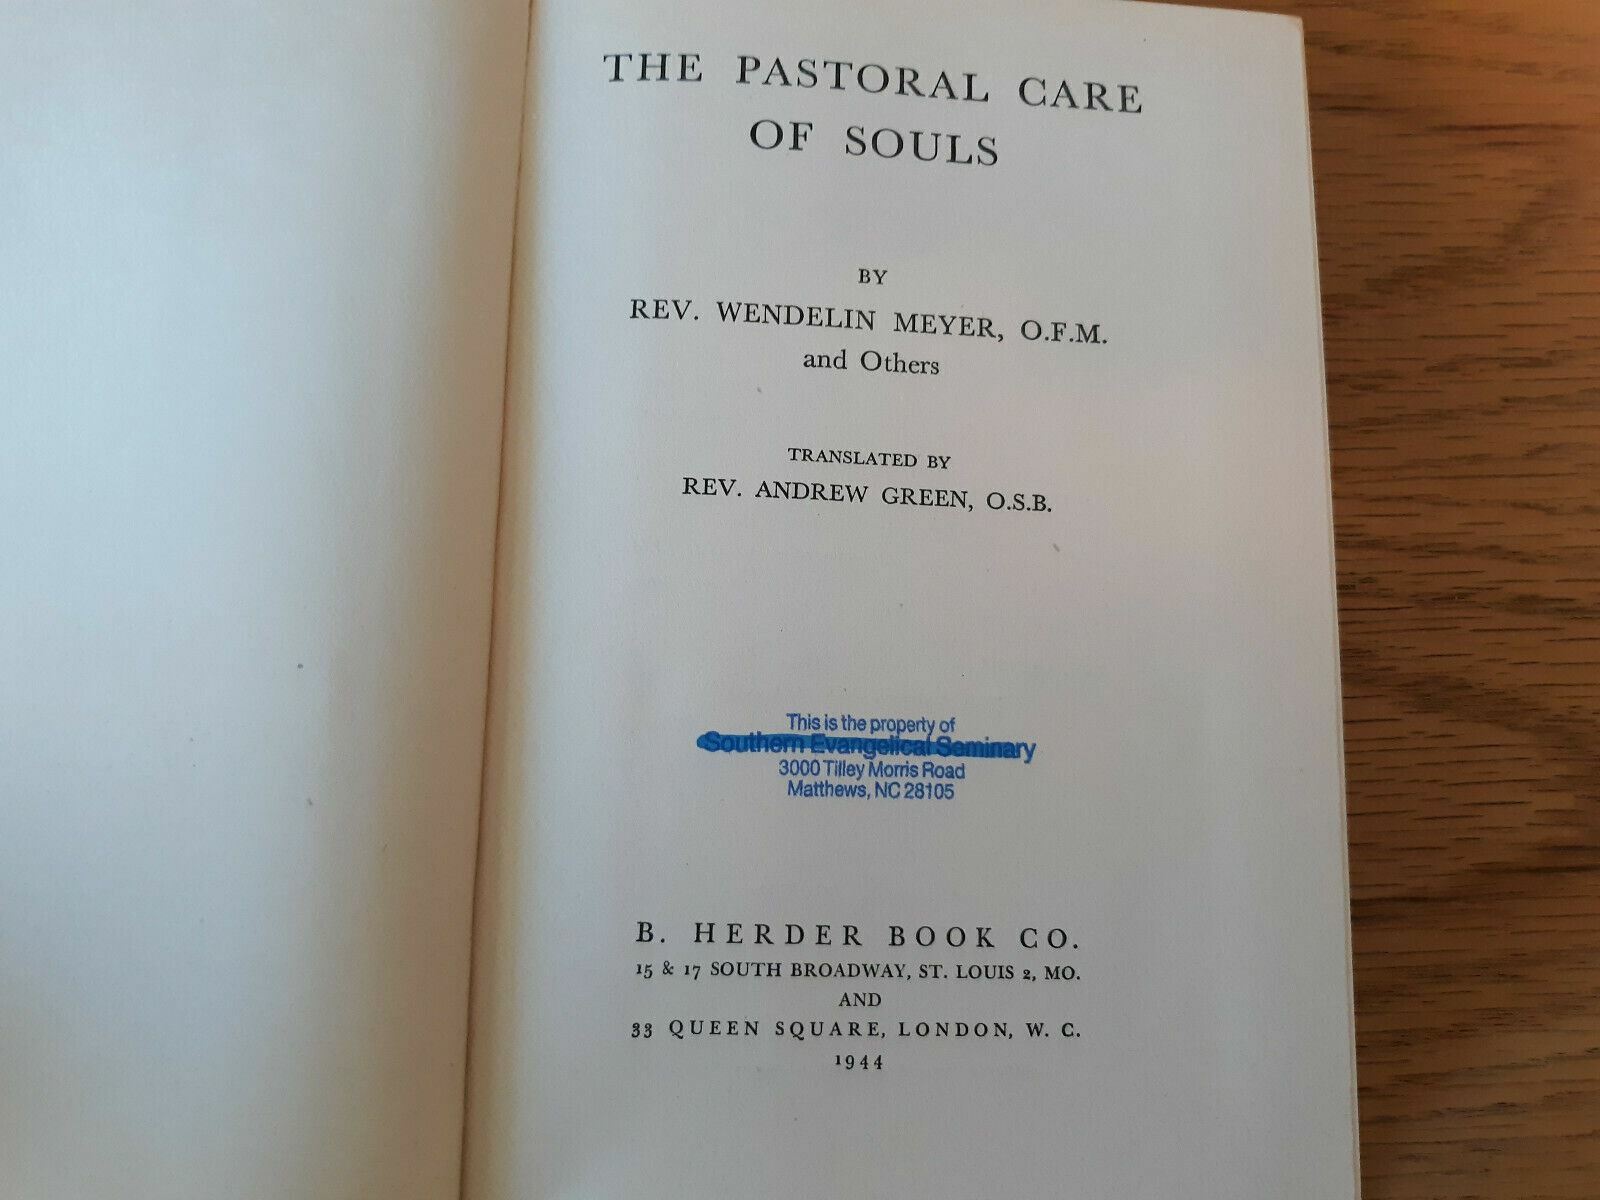 THE PASTORAL CARE
OF SOULS
BY
REV. WENDELIN MEYER, O.F.M.
and Others
TRANSLATED BY
REV. ANDREW GREEN, O.S.B.
This is the property of
Southern Evangelical Seminary
3000 Tilley Morris Road
Matthews, NC 28105
B. HERDER BOOK CO.
15 & 17 SOUTH BROADWAY, ST. LOUIS 2, MO.
AND
33 QUEEN SQUARE, LONDON, W. C.
1944